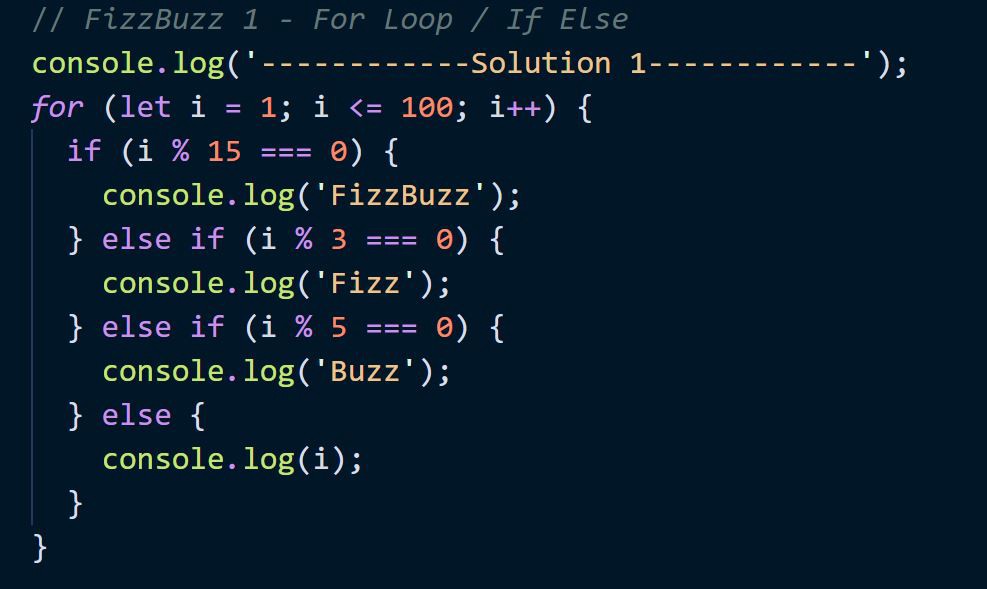 // FizzBuzz 1 - For Loop / If Else
console.log('------------Solution 1------------');
for (let i = 1; i <= 100; i++) {
  if (i % 15 === 0) {
    console.log('FizzBuzz');
  } else if (i % 3 === 0) {
    console.log('Fizz');
  } else if (i % 5 === 0) {
    console.log('Buzz');
  } else {
    console.log(i);
  }
}